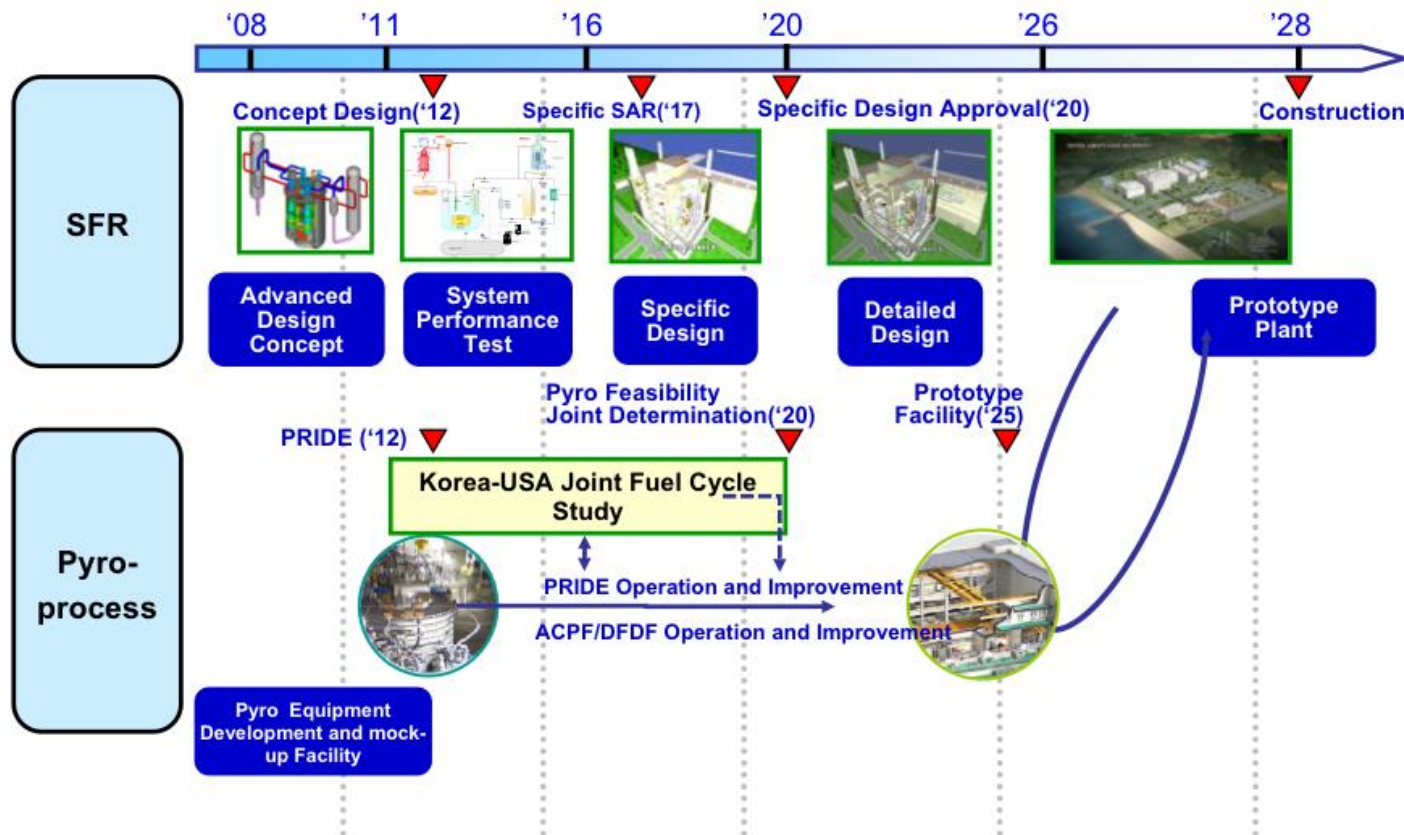 ‘08
‘11
‘16
‘20
‘26
‘28
SFR
Concept Design(‘12)
Specific SAR(‘17)
Specific Design Approval(‘20)
Construction
Advanced
Design
Concept
System
Performance
Test
Specific
Design
Detailed
Design
Prototype
Plant
Pyro-
process
PRIDE (‘12)
Pyro Feasibility
Joint Determination(‘20)
Prototype
Facility(‘25)
Korea-USA Joint Fuel Cycle
Study
PRIDE Operation and Improvement
ACPF/DFDF Operation and Improvement
Pyro Equipment
Development and mock-
up Facility